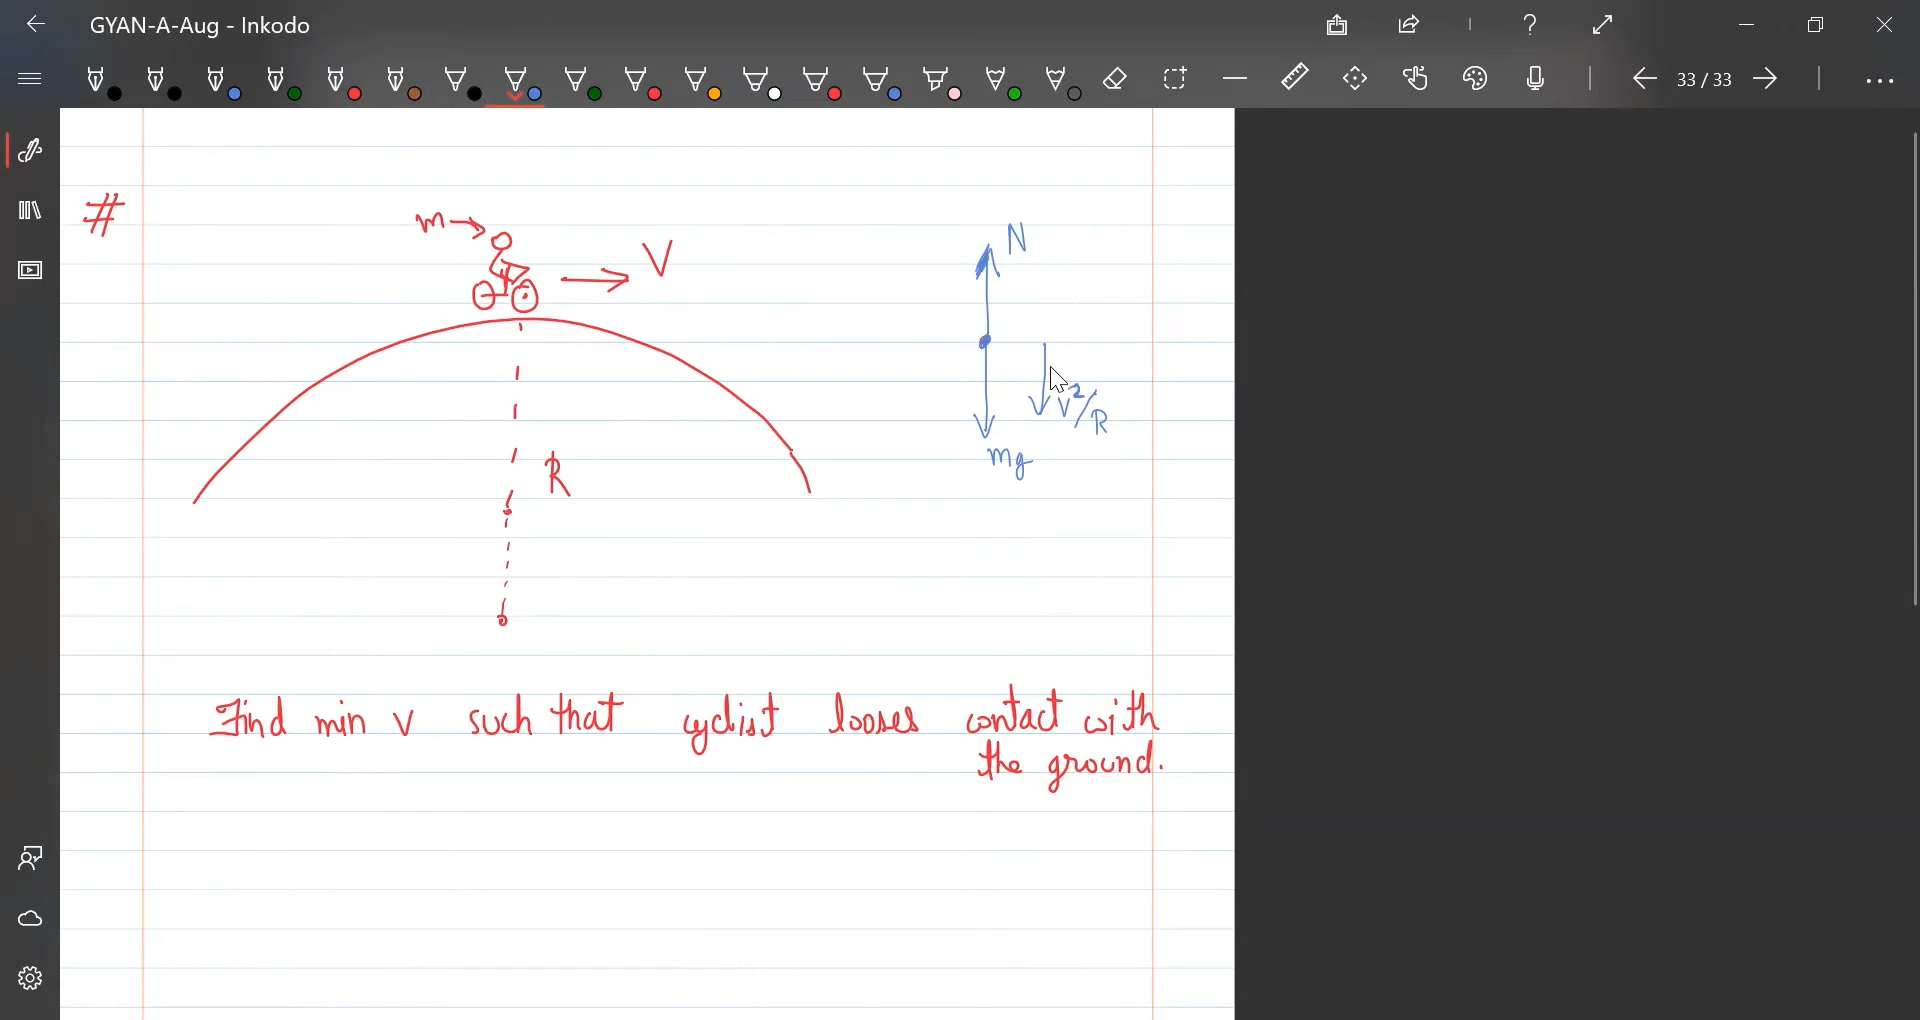 GYAN-A-Aug - Inkodo
33 / 33
#
m
V
N
V²/R
mg
R
Find min v such that cyclist looses contact with
the ground.